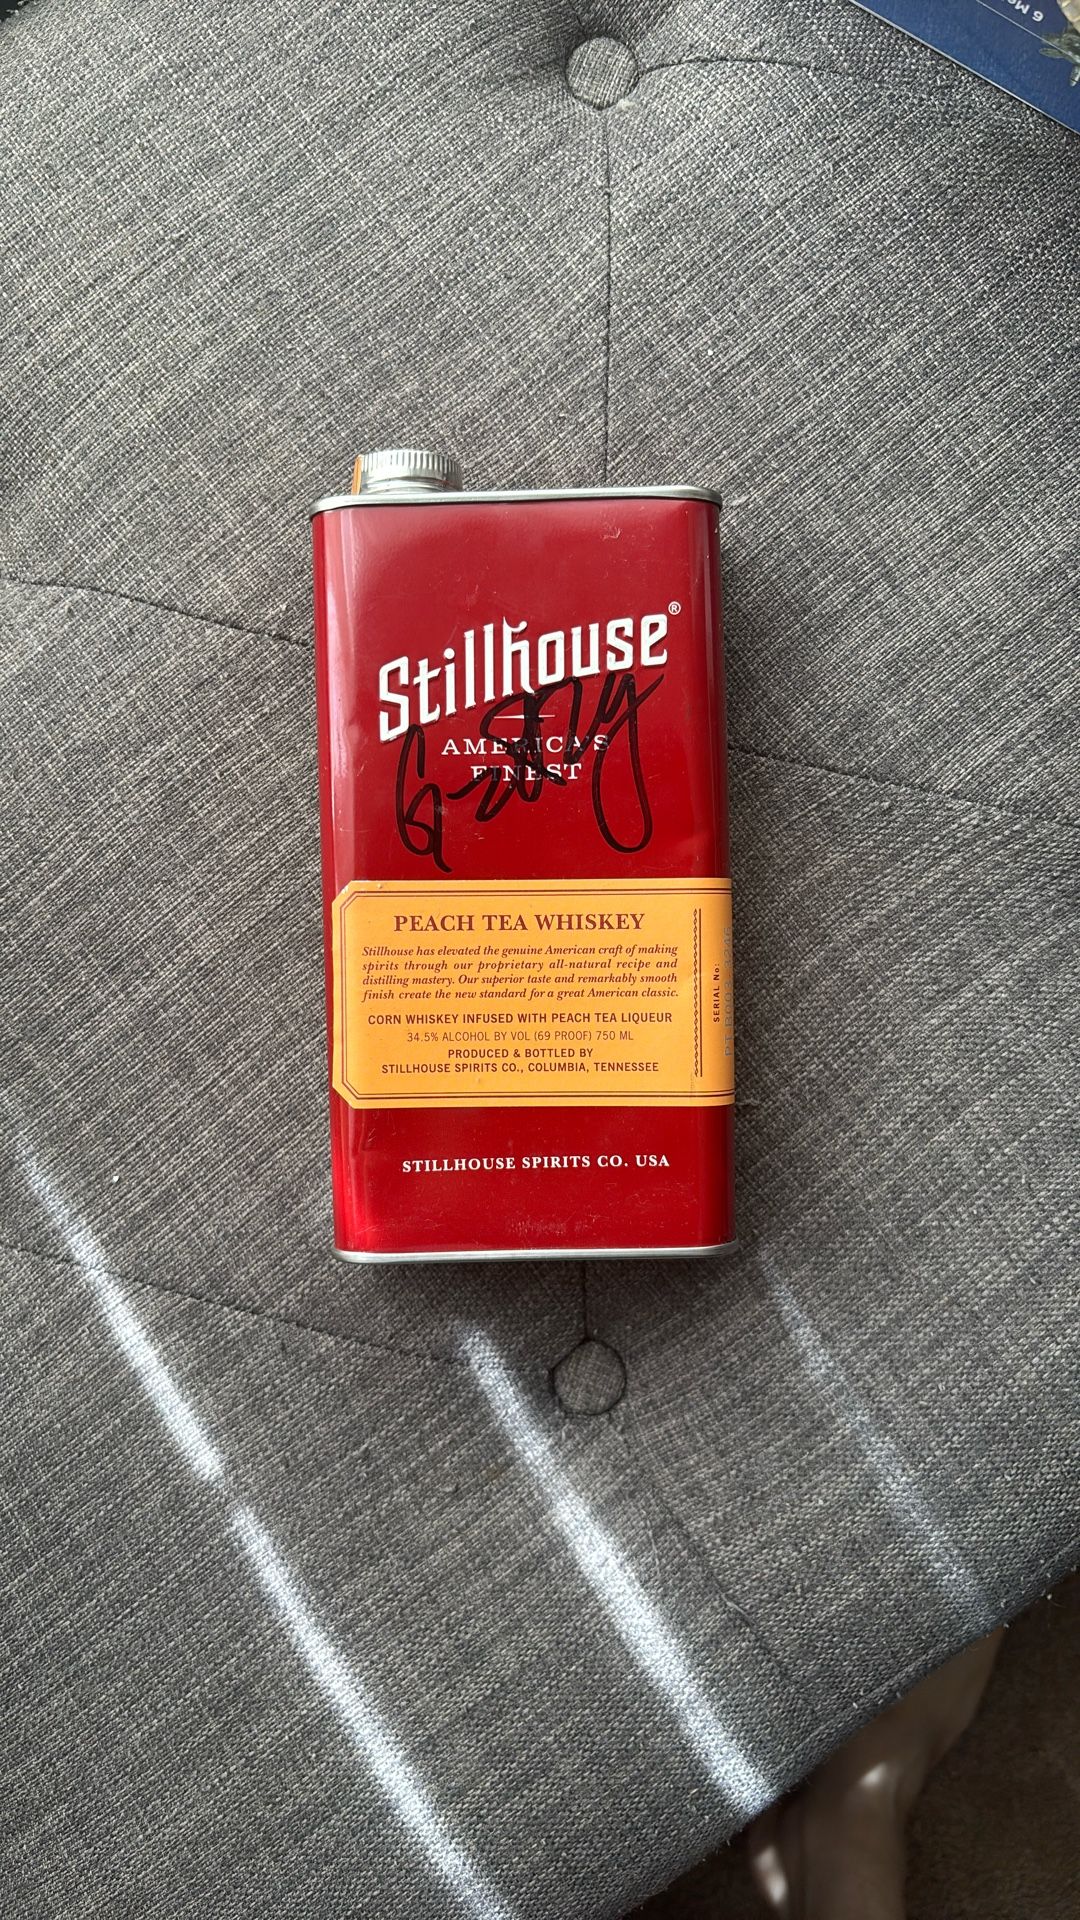 Stillhouse®
AMERICA'S
FINEST
PEACH TEA WHISKEY
Stillhouse has elevated the genuine American craft of making
spirits through our proprietary all-natural recipe and
distilling mastery. Our superior taste and remarkably smooth
finish create the new standard for a great American classic.
CORN WHISKEY INFUSED WITH PEACH TEA LIQUEUR
34.5% ALCOHOL BY VOL (69 PROOF) 750 ML
PRODUCED & BOTTLED BY
STILLHOUSE SPIRITS CO., COLUMBIA, TENNESSEE
SERIAL No:
STILLHOUSE SPIRITS CO. USA